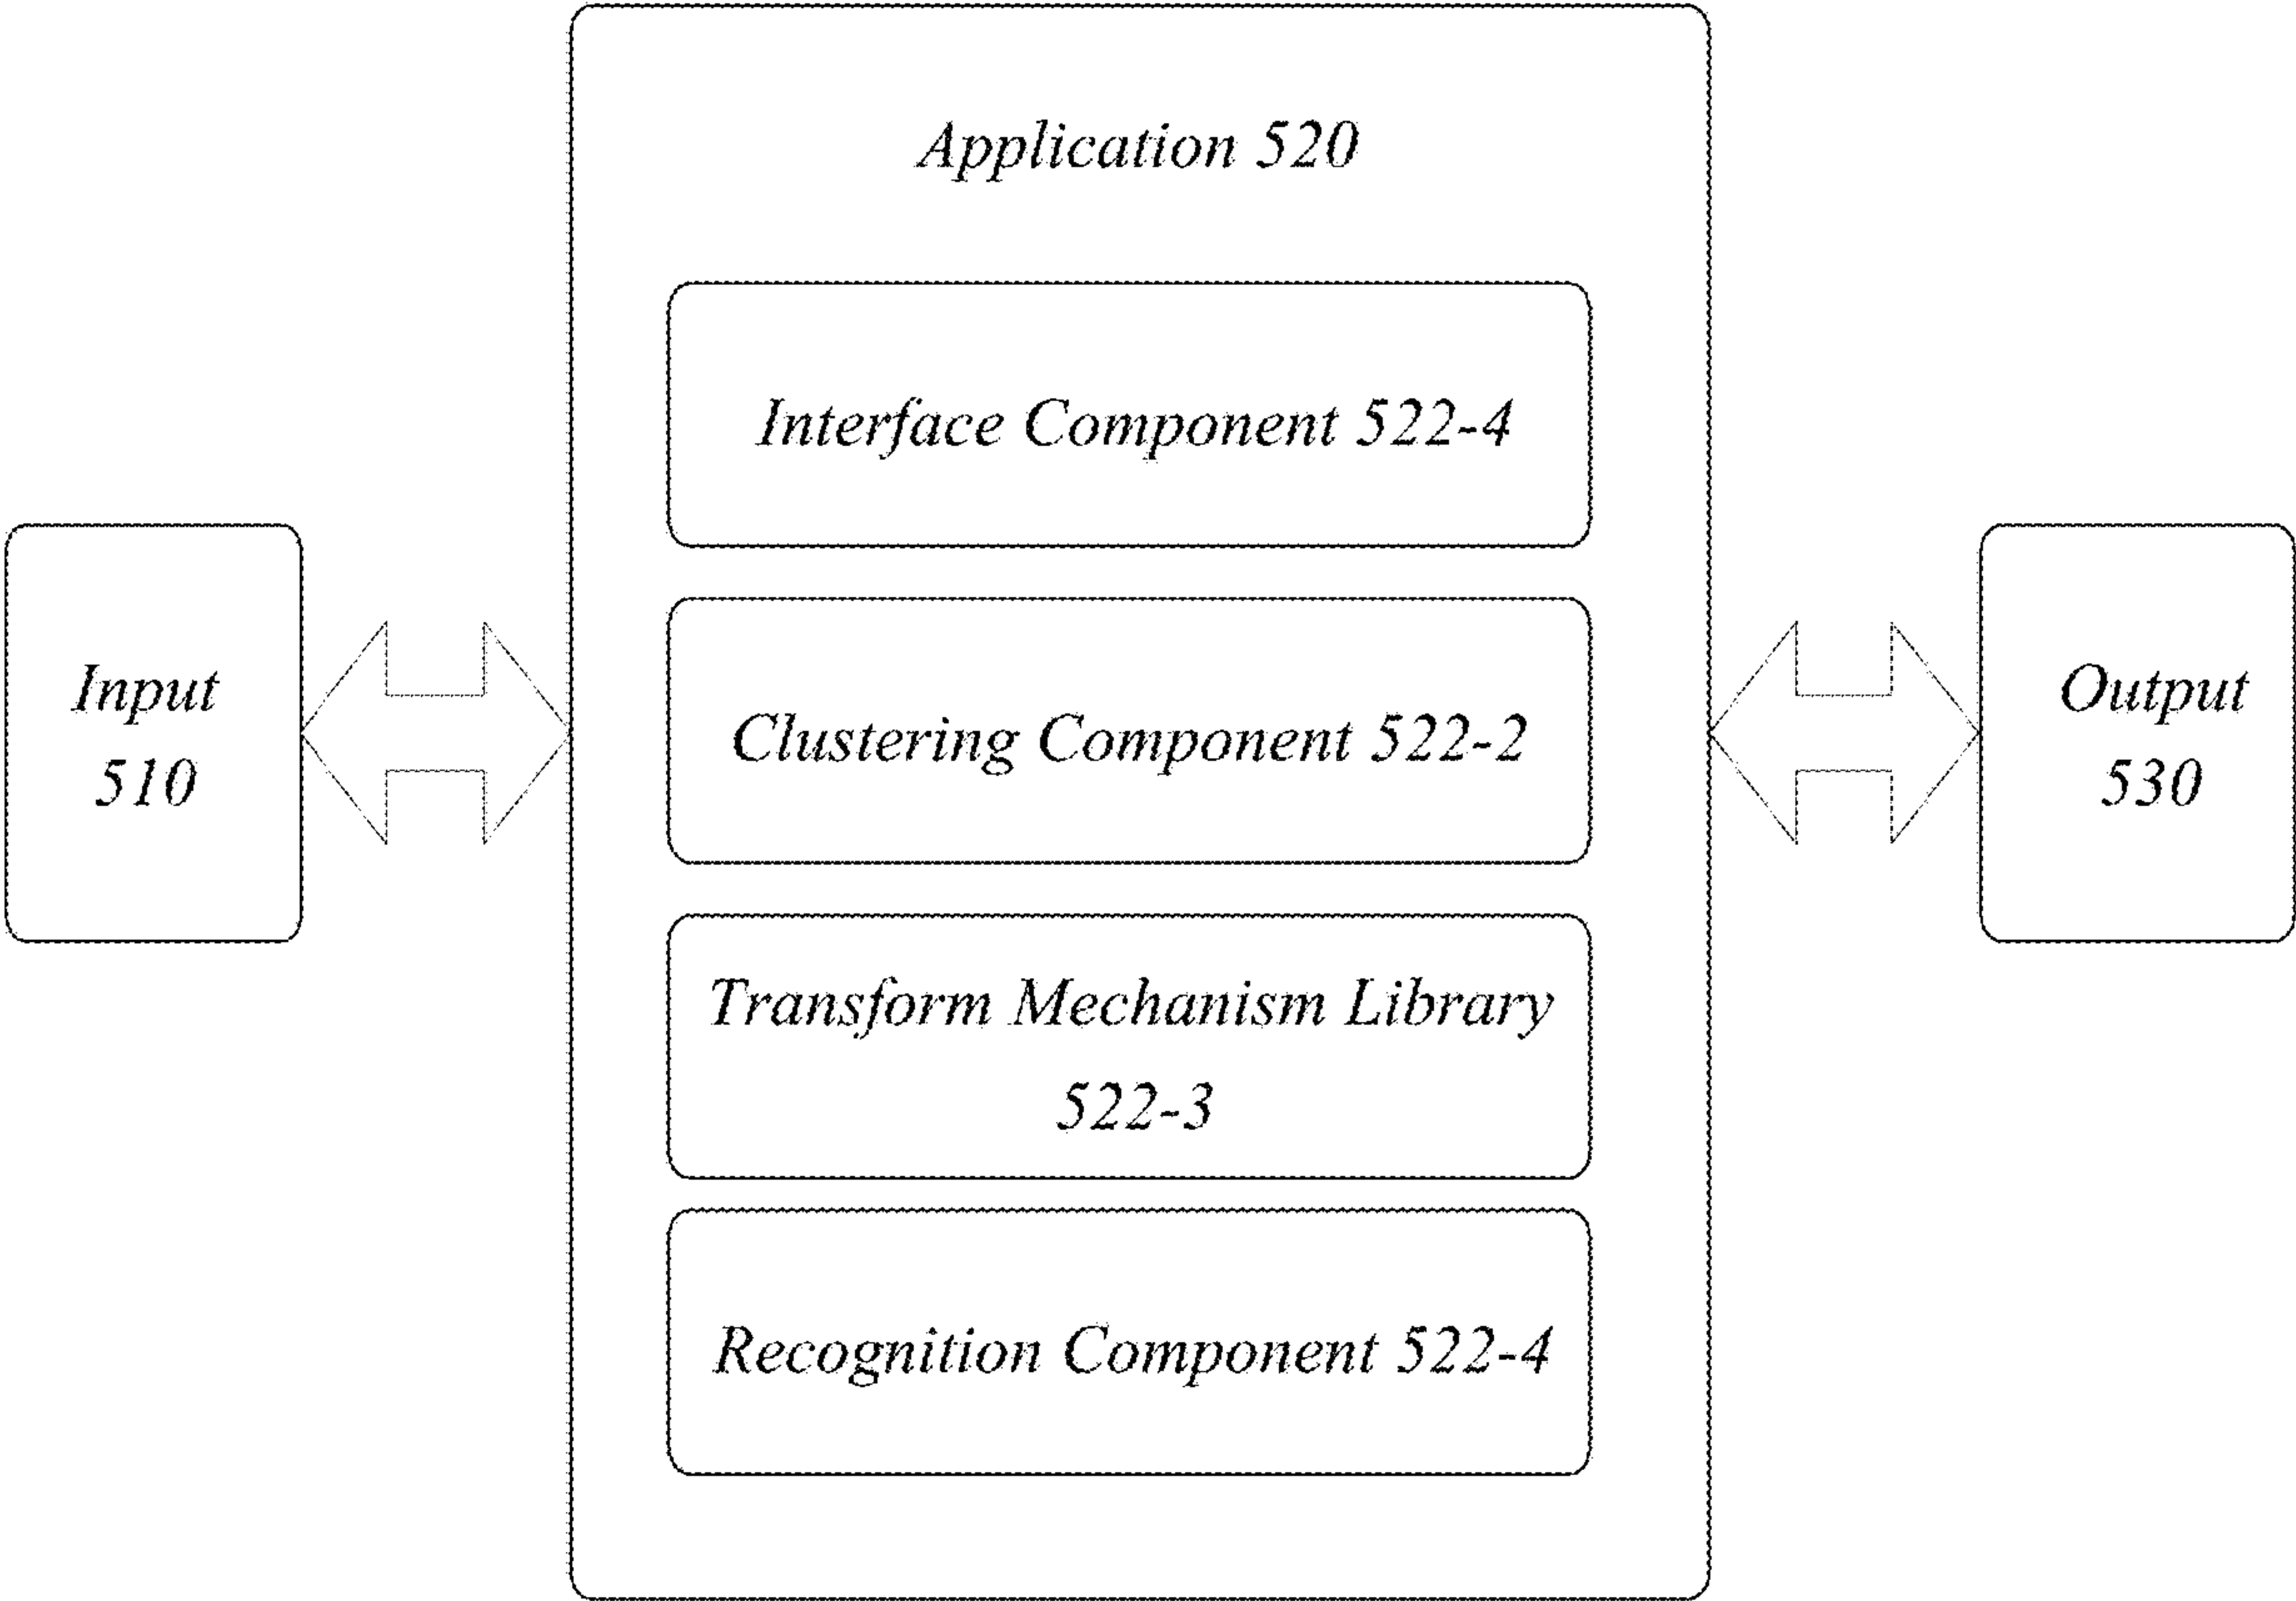 Application 520
Interface Component 522-4
Input
510
Clustering Component 522-2
Output
530
Transform Mechanism Library
522-3
Recognition Component 522-4